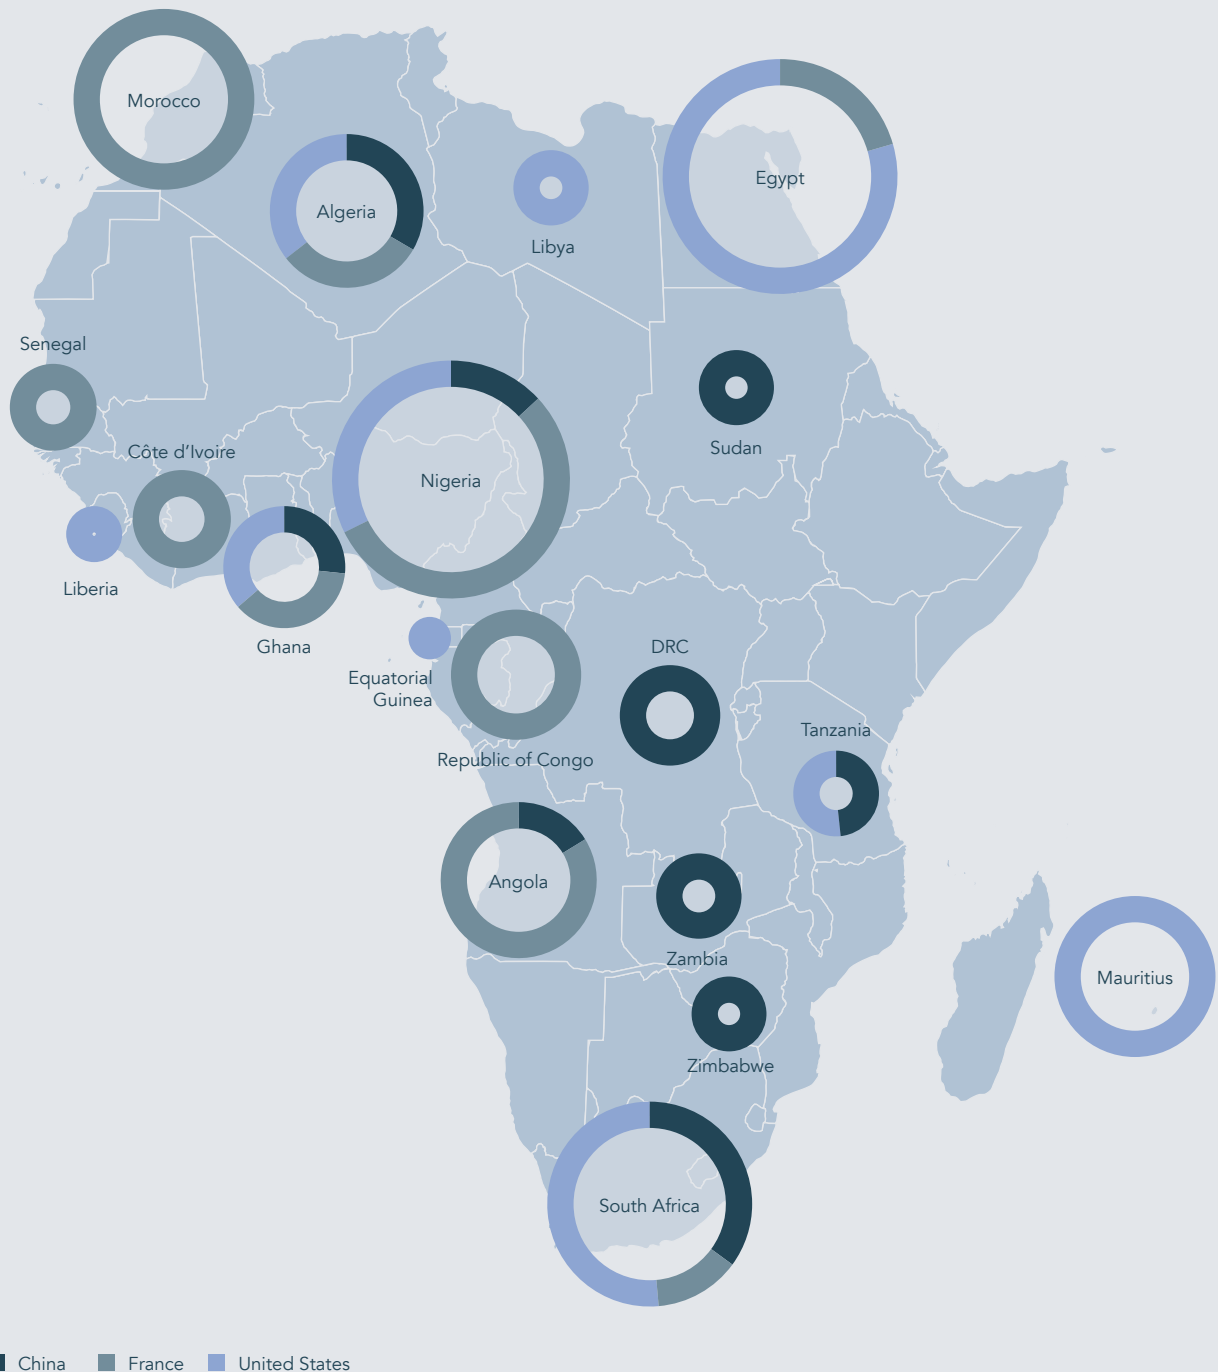 Morocco
Egypt
Algeria
Libya
Senegal
Côte d’Ivoire
Sudan
Nigeria
Liberia
Ghana
DRC
Equatorial
Guinea
Tanzania
Republic of Congo
Angola
Zambia
Mauritius
Zimbabwe
South Africa
China France United States